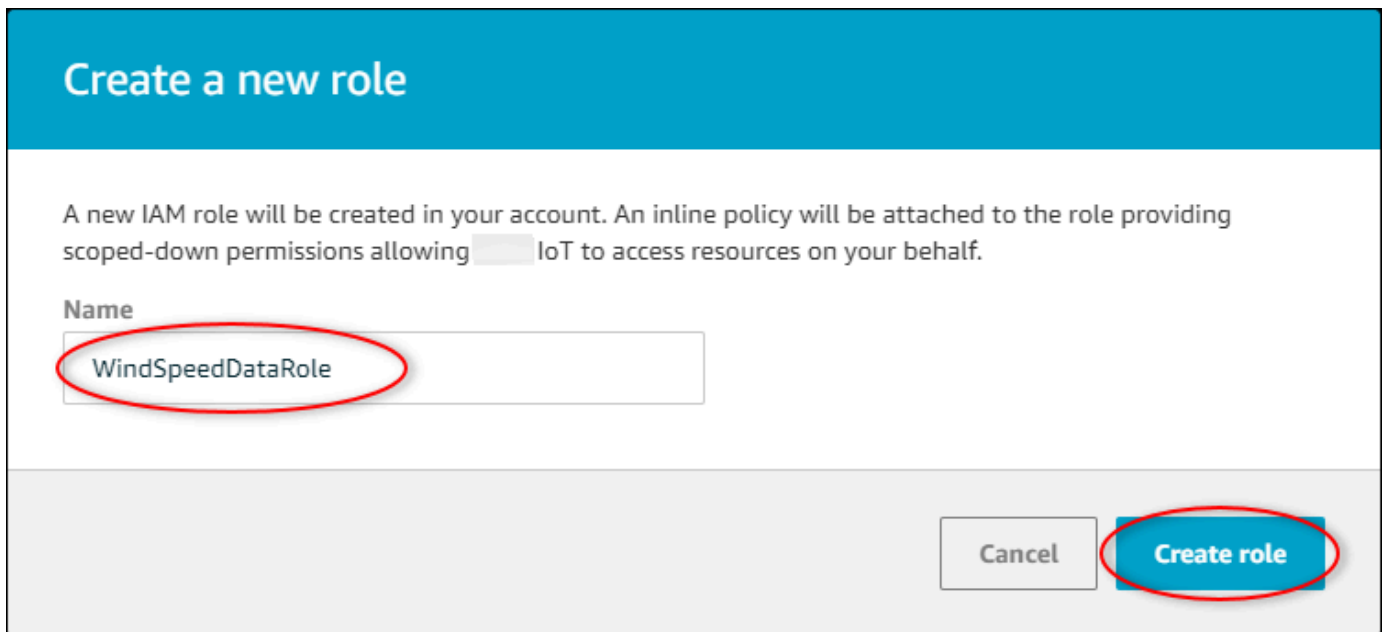 Create a new role
A new IAM role will be created in your account. An inline policy will be attached to the role providing
scoped-down permissions allowing IoT to access resources on your behalf.
Name
WindSpeedDataRole
Cancel
Create role